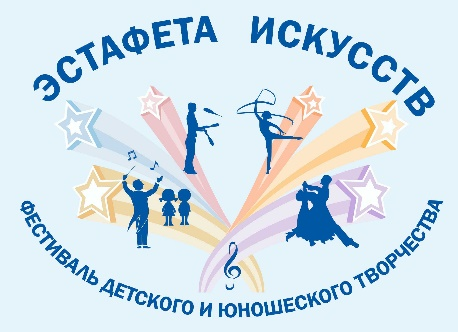 ЭСТАФЕТА ИСКУССТВ
ФЕСТИВАЛЬ ДЕТСКОГО И ЮНОШЕСКОГО ТВОРЧЕСТВА